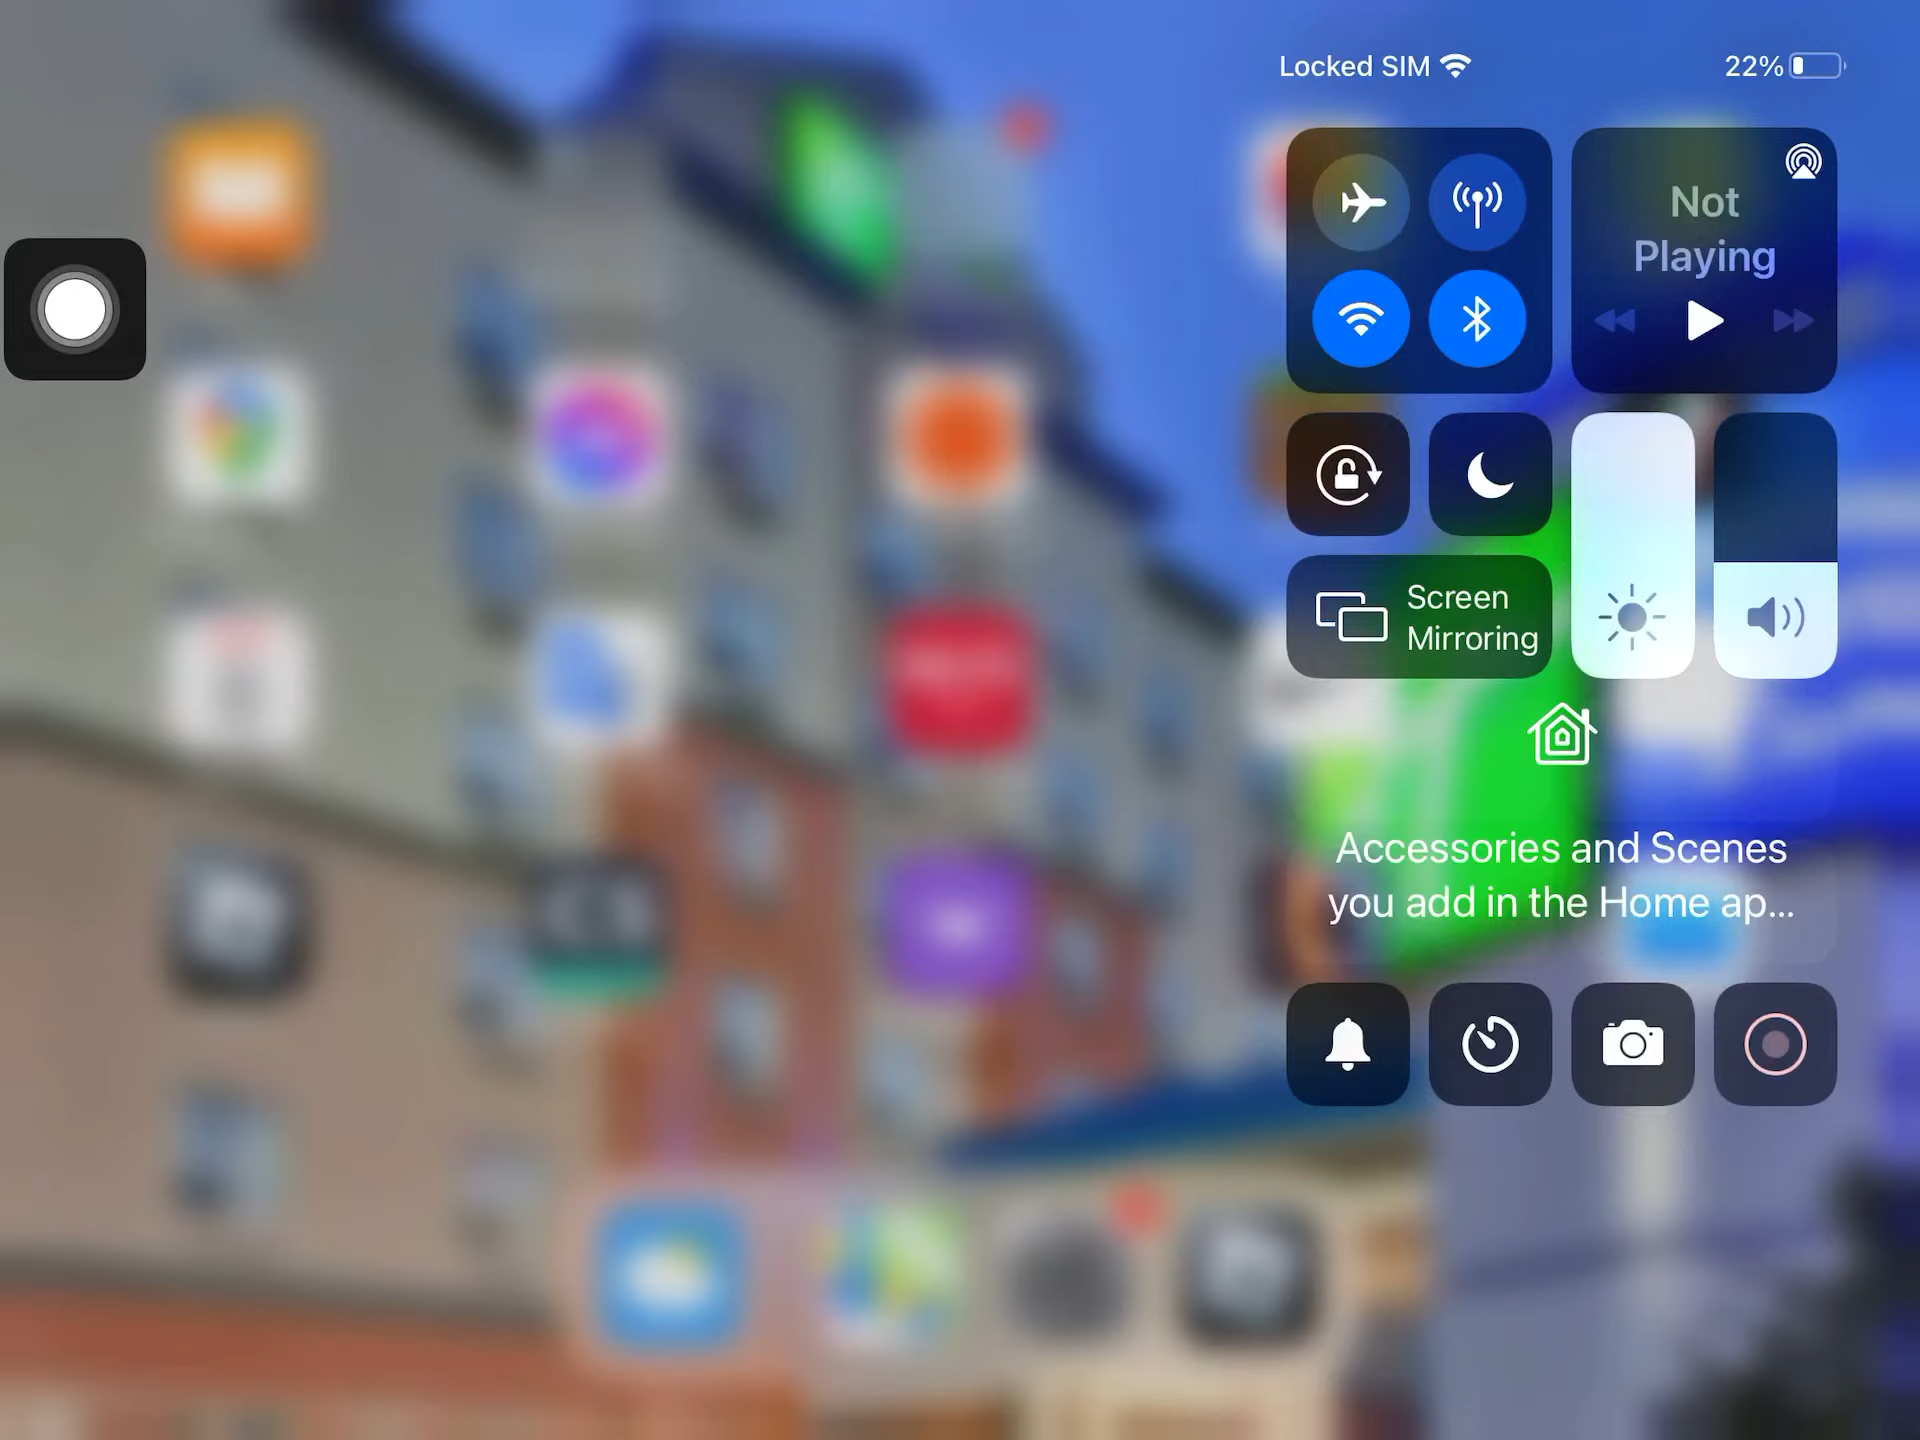 Locked SIM
22%
Not
Playing
Screen
Mirroring
Accessories and Scenes
you add in the Home ap...